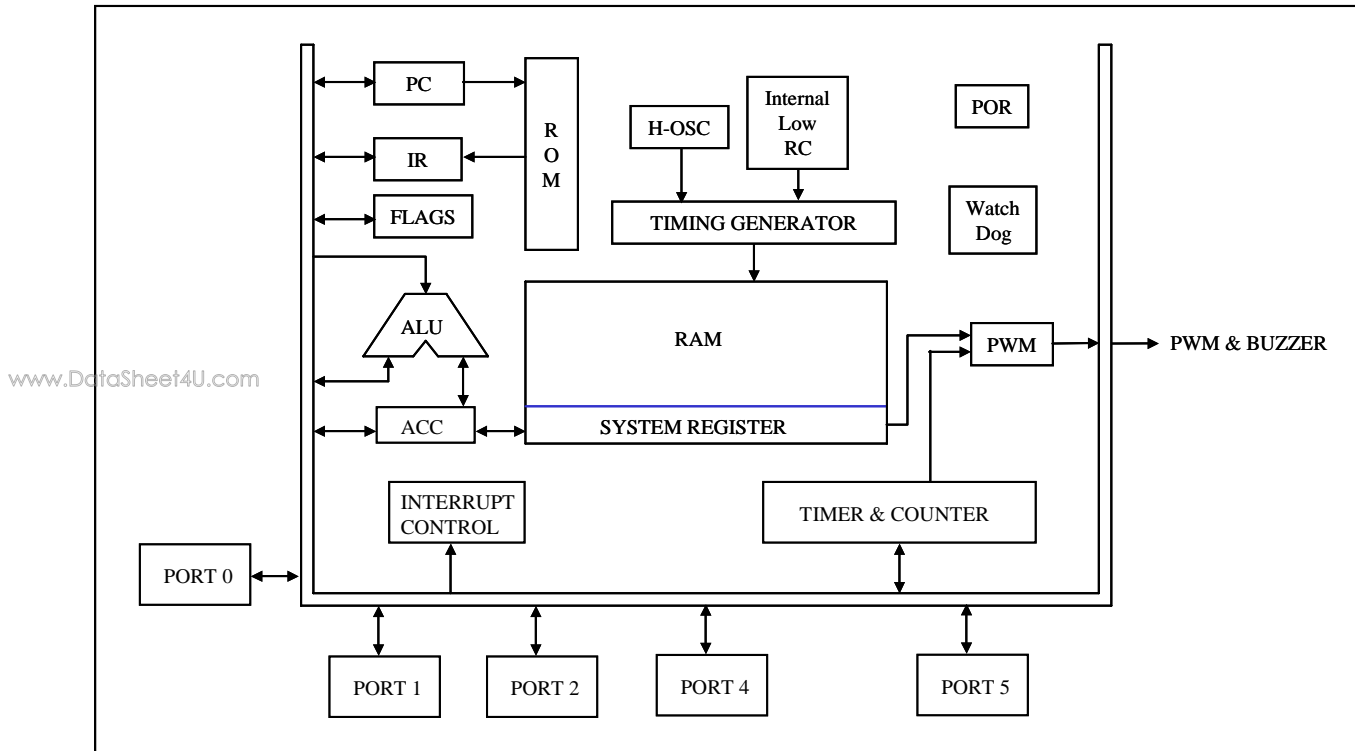 PC
R
O
M
IR
FLAGS
H-OSC
Internal
Low
RC
POR
TIMING GENERATOR
Watch
Dog
ALU
RAM
PWM
PWM & BUZZER
www.DataSheet4U.com
ACC
SYSTEM REGISTER
INTERRUPT
CONTROL
TIMER & COUNTER
PORT 0
PORT 1
PORT 2
PORT 4
PORT 5